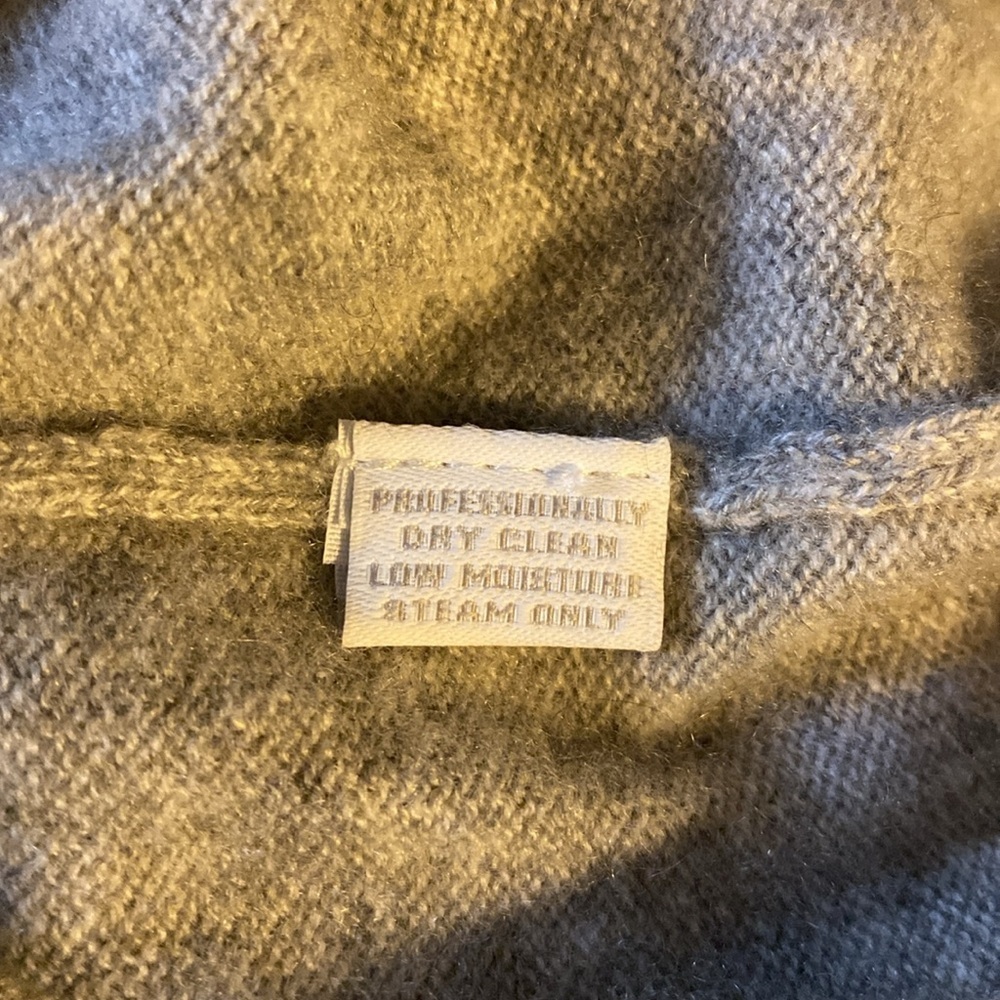 PROFESSIONALLY
DRY CLEAN
LOW MOISTURE
STEAM ONLY